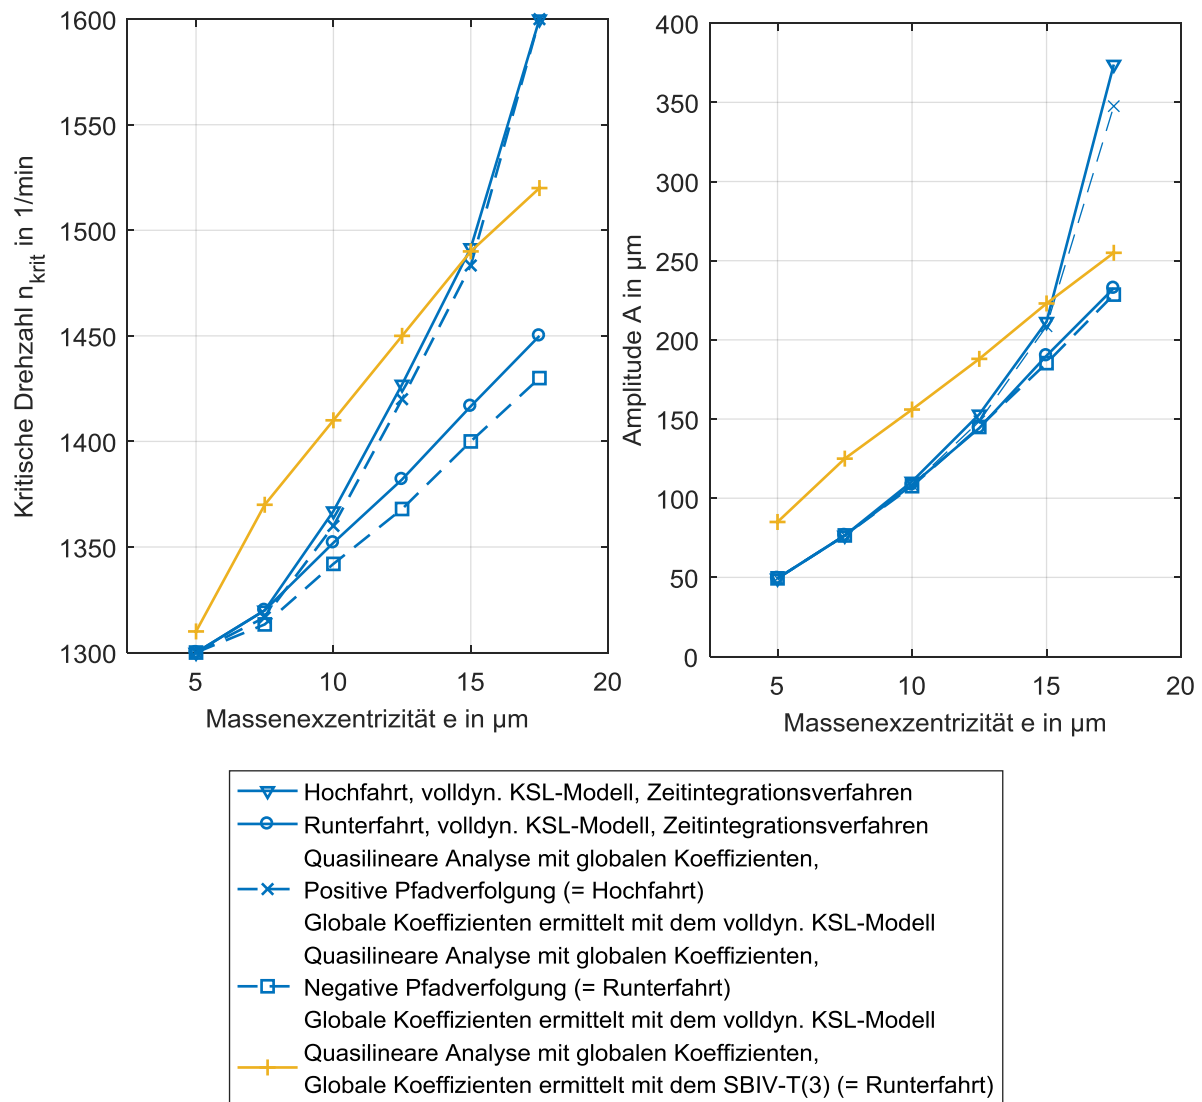 1600
1550
1500
1450
1400
1350
1300
5
10
15
20
Kritische Drehzahl n_krit in 1/min
Massenexzentrizität e in µm
400
350
300
250
200
150
100
50
0
5
10
15
20
Amplitude A in µm
Massenexzentrizität e in µm
Hochfahrt, volldyn. KSL-Modell, Zeitintegrationsverfahren
Runterfahrt, volldyn. KSL-Modell, Zeitintegrationsverfahren
Quasilineare Analyse mit globalen Koeffizienten,
Positive Pfadverfolgung (= Hochfahrt)
Globale Koeffizienten ermittelt mit dem volldyn. KSL-Modell
Quasilineare Analyse mit globalen Koeffizienten,
Negative Pfadverfolgung (= Runterfahrt)
Globale Koeffizienten ermittelt mit dem volldyn. KSL-Modell
Quasilineare Analyse mit globalen Koeffizienten,
Globale Koeffizienten ermittelt mit dem SBIV-T(3) (= Runterfahrt)